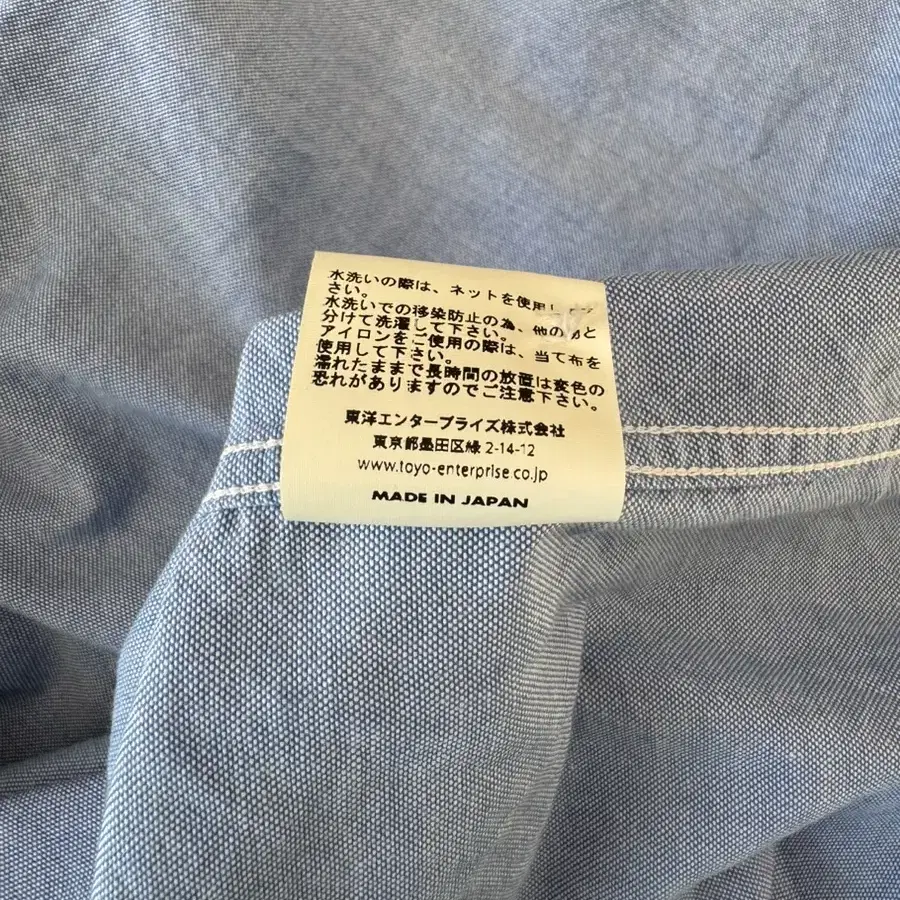 水洗いの際は、ネットを使用し
さい。
水洗いでの移染防止の為、他の物と
分けて洗濯して下さい。
アイロンをご使用の際は、当て布を
使用して下さい。
濡れたままで長時間の放置は変色の
恐れがありますのでご注意下さい。
東洋エンタープライズ株式会社
東京都墨田区緑 2-14-12
www.toyo-enterprise.co.jp
MADE IN JAPAN